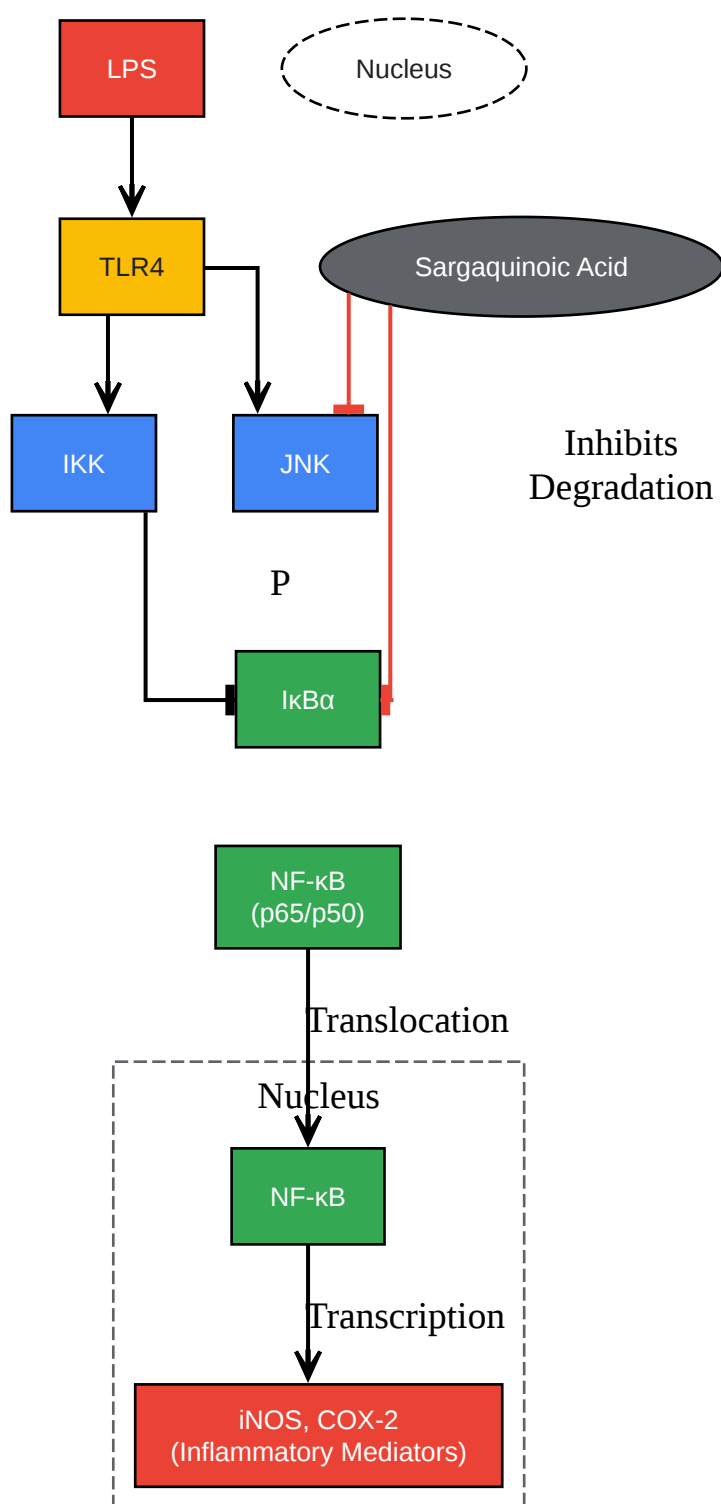 LPS
Nucleus
TLR4
Sargaquinoic Acid
IKK
JNK
Inhibits
Degradation
P
IκBα
NF-κB
(p65/p50)
Translocation
Nucleus
NF-κB
Transcription
iNOS, COX-2
(Inflammatory Mediators)